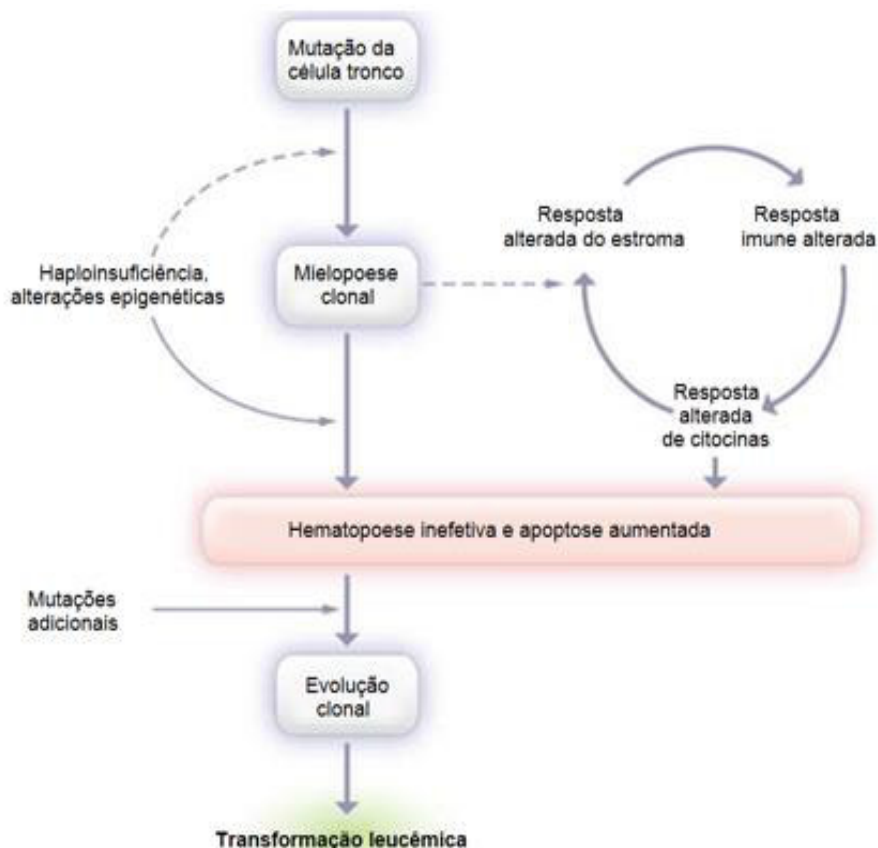 Mutação da
célula tronco
Resposta
alterada do estroma
Resposta
imune alterada
Haploinsuficiência,
alterações epigenéticas
Mielopoese
clonal
Resposta
alterada
de citocinas
Hematopoese inefetiva e apoptose aumentada
Mutações
adicionais
Evolução
clonal
Transformação leucêmica